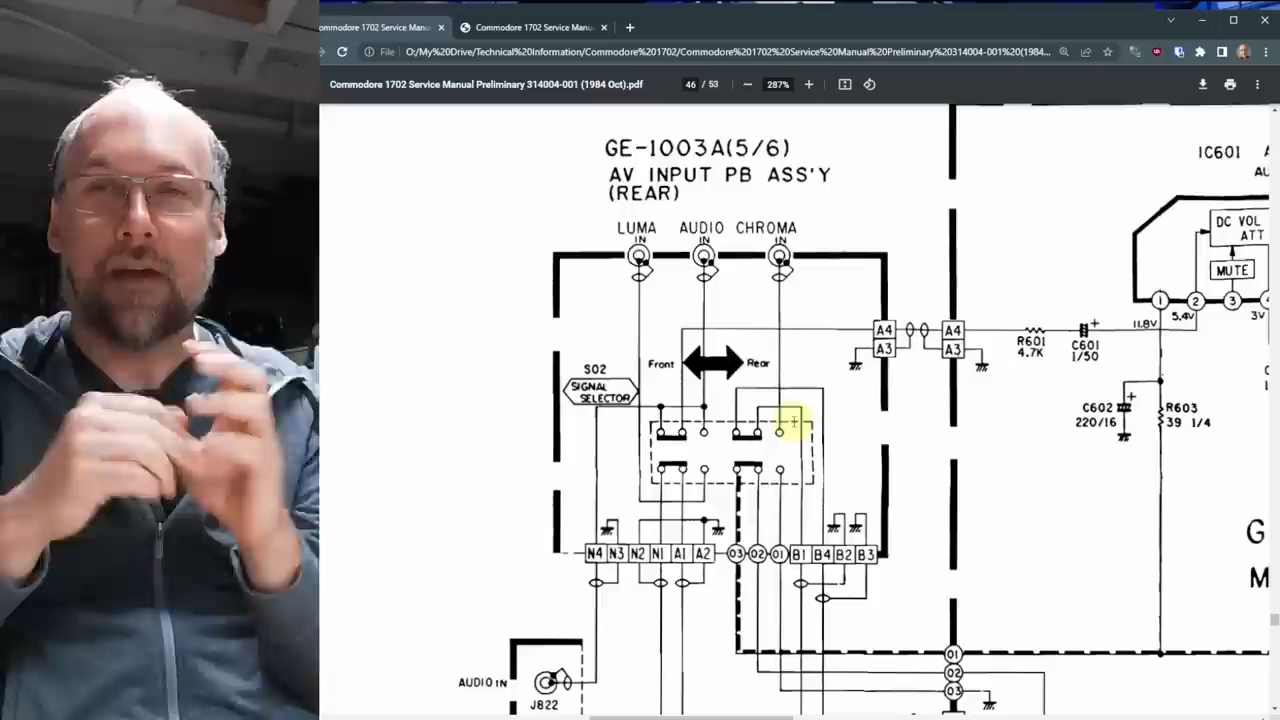 ommodore 1702 Service Manu
Commodore 1702 Service Manu
File O:/My%20Drive/Technical%20Information/Commodore%201702/Commodore%201702%20Service%20Manual%20Preliminary%20314004-001%20(1984...
Commodore 1702 Service Manual Preliminary 314004-001 (1984 Oct).pdf
46 / 53
287%
GE-1003A(5/6)
AV INPUT PB ASS'Y
(REAR)
LUMA AUDIO CHROMA
IN IN IN
IC601
AU
DC VOL
ATT
MUTE
1 2 3
11.8V 5.4V 3V
A4 A4
A3 A3
R601
4.7K
C601
1/50
Front Rear
S02
SIGNAL
SELECTOR
C602
220/16
R603
39 1/4
N4 N3 N2 N1 A1 A2 03 02 01 B1 B4 B2 B3
G
M
01
02
03
AUDIO IN
J822